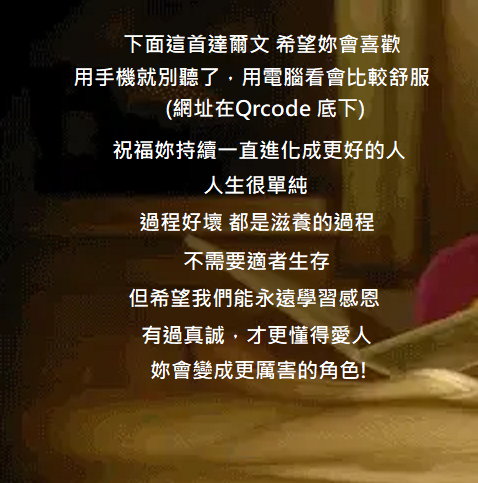 下面這首達爾文 希望妳會喜歡
用手機就別聽了，用電腦看會比較舒服
(網址在Qrcode 底下)
祝福妳持續一直進化成更好的人
人生很單純
過程好壞 都是滋養的過程
不需要適者生存
但希望我們能永遠學習感恩
有過真誠，才更懂得愛人
妳會變成更厲害的角色!